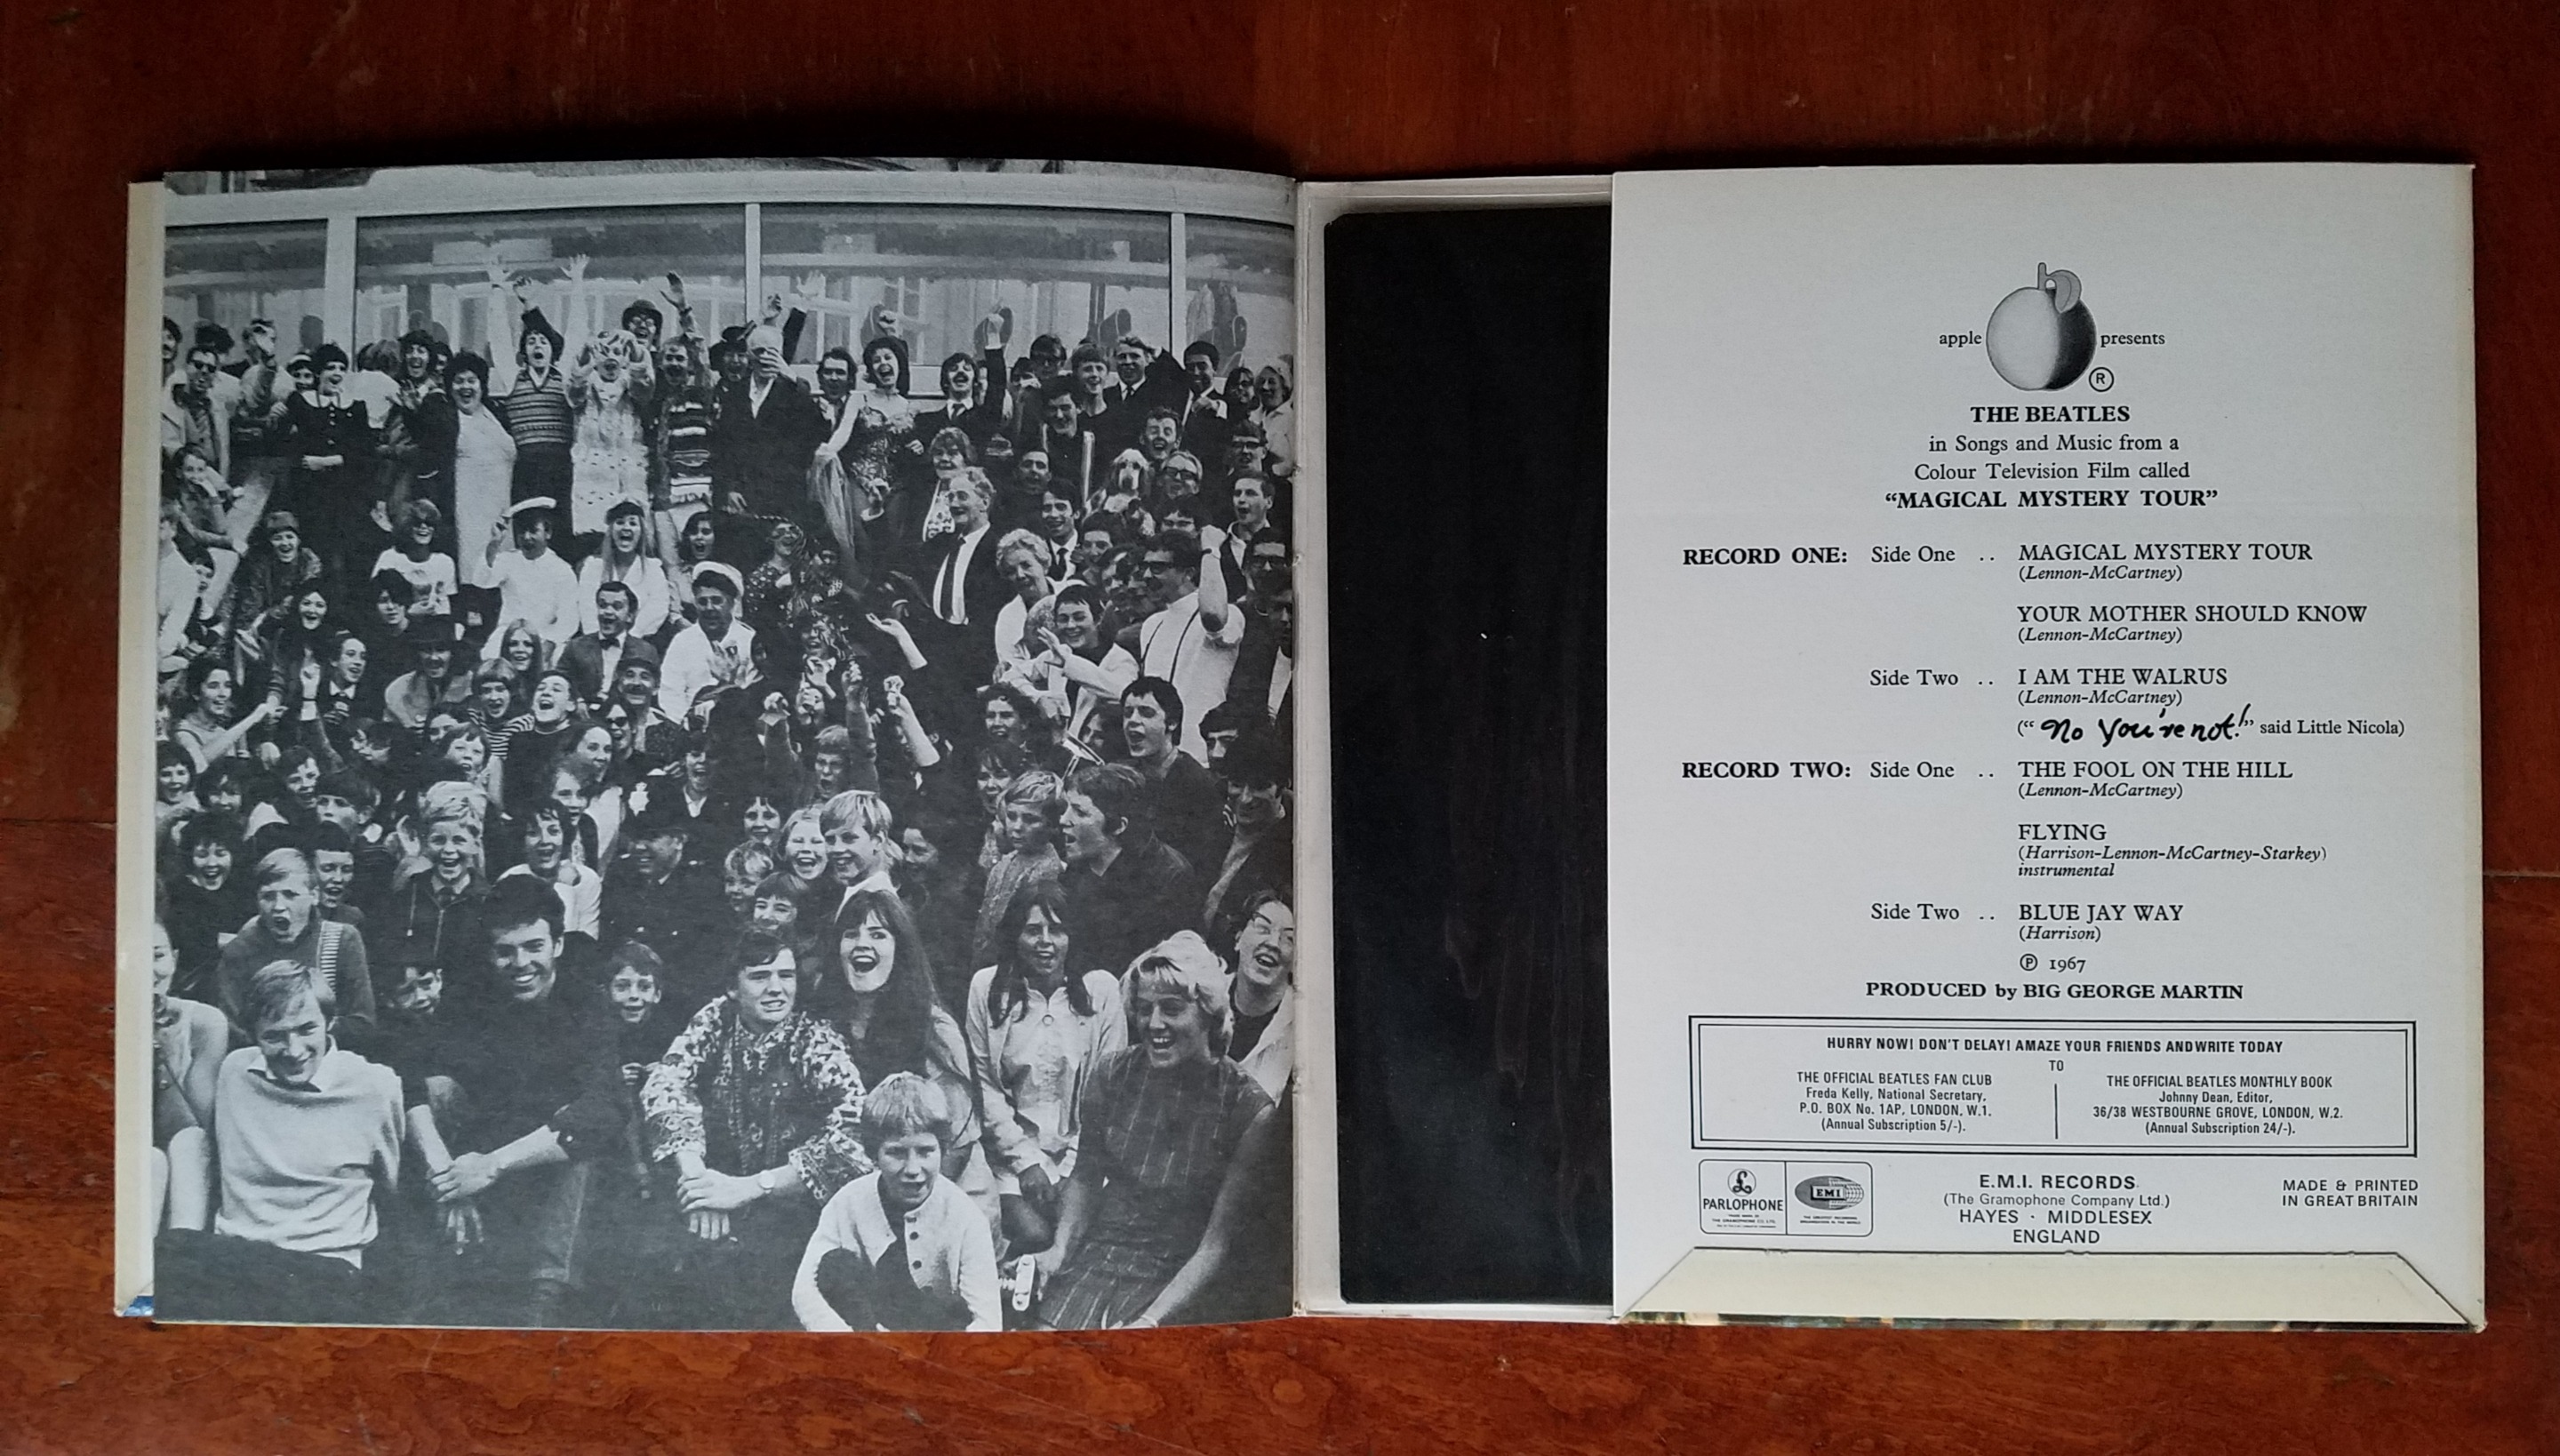 apple presents
®
THE BEATLES
in Songs and Music from a
Colour Television Film called
“MAGICAL MYSTERY TOUR”
RECORD ONE: Side One .. MAGICAL MYSTERY TOUR
(Lennon-McCartney)
YOUR MOTHER SHOULD KNOW
(Lennon-McCartney)
Side Two .. I AM THE WALRUS
(Lennon-McCartney)
(“No You're not!” said Little Nicola)
RECORD TWO: Side One .. THE FOOL ON THE HILL
(Lennon-McCartney)
FLYING
(Harrison-Lennon-McCartney-Starkey)
instrumental
Side Two .. BLUE JAY WAY
(Harrison)
℗ 1967
PRODUCED by BIG GEORGE MARTIN
HURRY NOW! DON'T DELAY! AMAZE YOUR FRIENDS AND WRITE TODAY
TO
THE OFFICIAL BEATLES FAN CLUB
Freda Kelly, National Secretary,
P.O. BOX No. 1AP, LONDON, W.1.
(Annual Subscription 5/-).
THE OFFICIAL BEATLES MONTHLY BOOK
Johnny Dean, Editor,
36/38 WESTBOURNE GROVE, LONDON, W.2.
(Annual Subscription 24/-).
£
PARLOPHONE
EMI
E.M.I. RECORDS
(The Gramophone Company Ltd.)
HAYES · MIDDLESEX
ENGLAND
MADE & PRINTED
IN GREAT BRITAIN